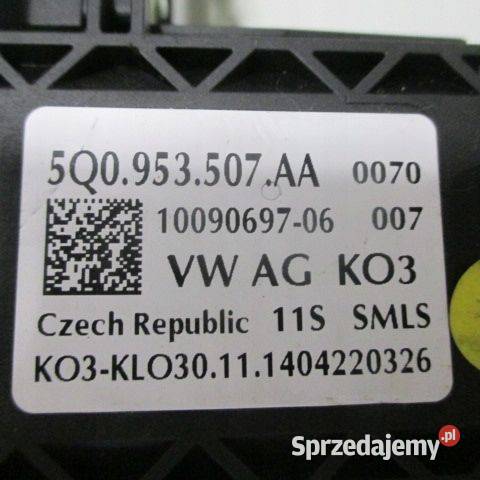 5Q0.953.507.AA 0070
10090697-06 007
VW AG KO3
Czech Republic 11S SMLS
KO3-KLO30.11.1404220326
Sprzedajemy.pl